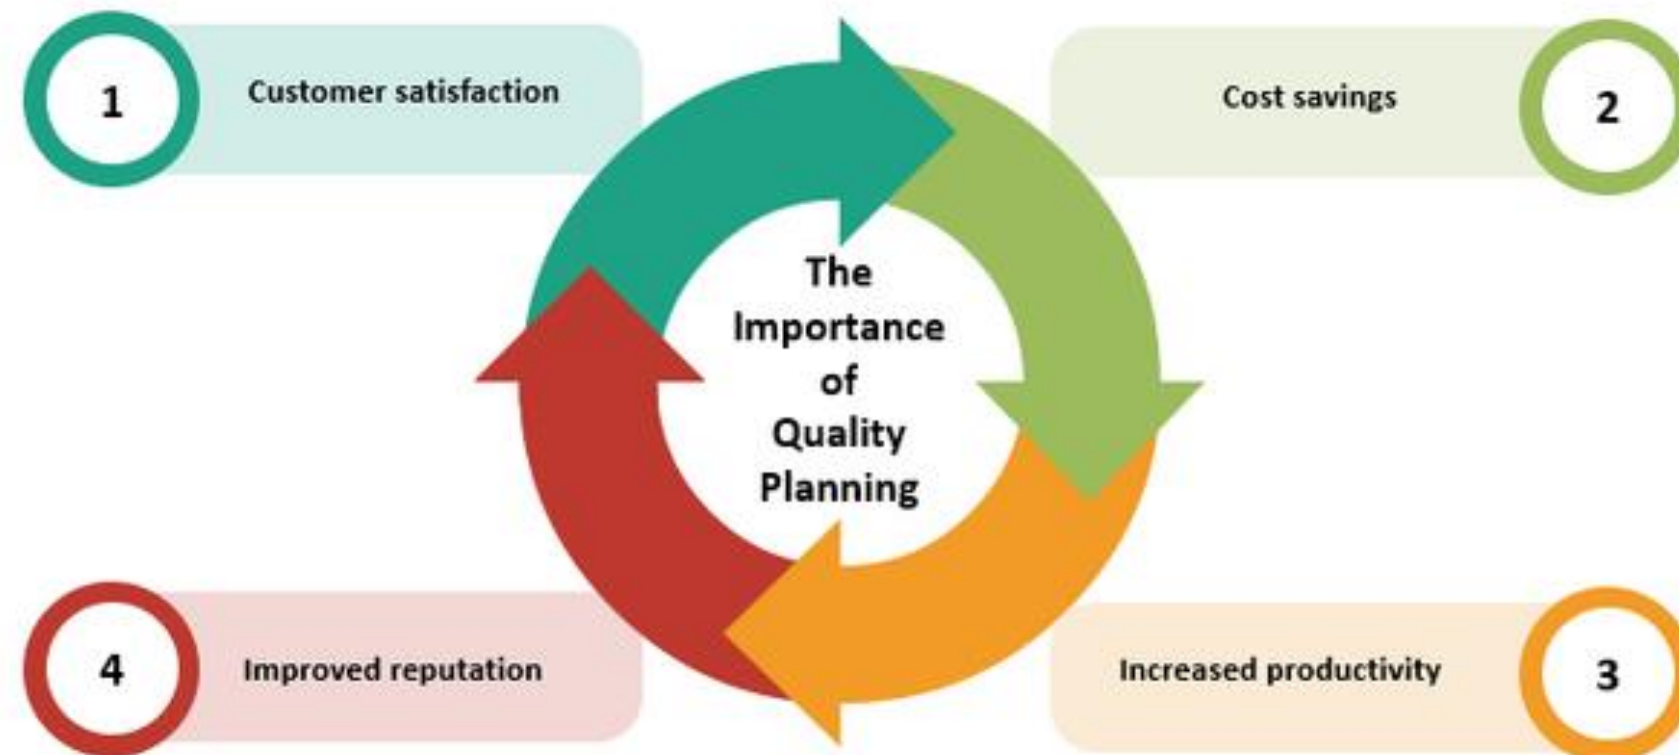 1
Customer satisfaction
Cost savings
2
The
Importance
of
Quality
Planning
4
Improved reputation
Increased productivity
3